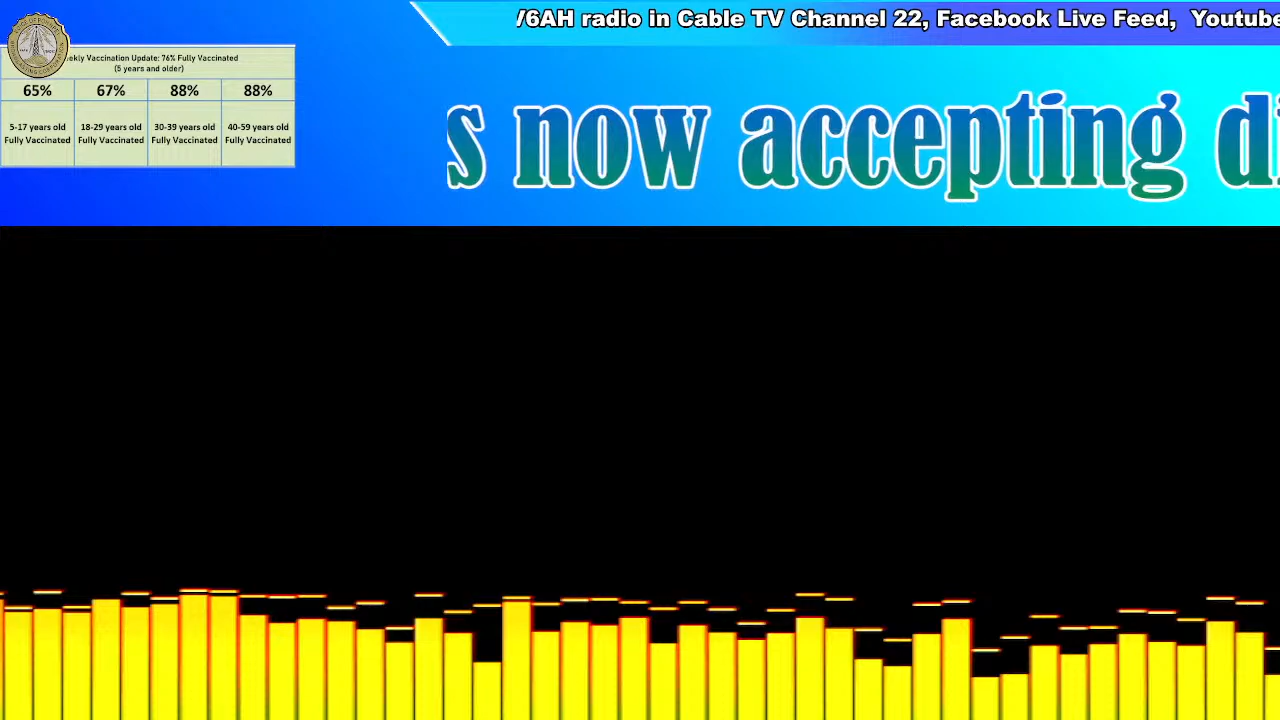 /6AH radio in Cable TV Channel 22, Facebook Live Feed, Youtube
ekly Vaccination Update: 76% Fully Vaccinated
(5 years and older)
65% 67% 88% 88%
5-17 years old 18-29 years old 30-39 years old 40-59 years old
Fully Vaccinated Fully Vaccinated Fully Vaccinated Fully Vaccinated
s now accepting di